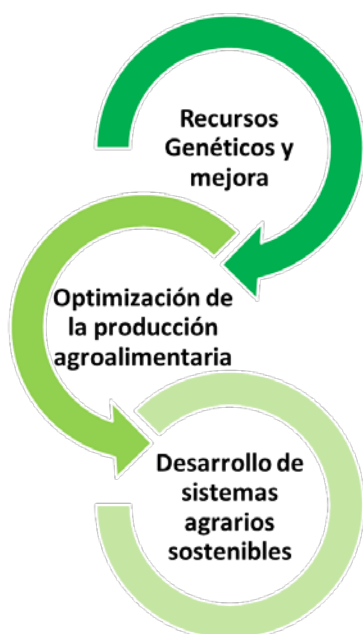 Recursos
Genéticos y
mejora
Optimización de
la producción
agroalimentaria
Desarrollo de
sistemas
agrarios
sostenibles